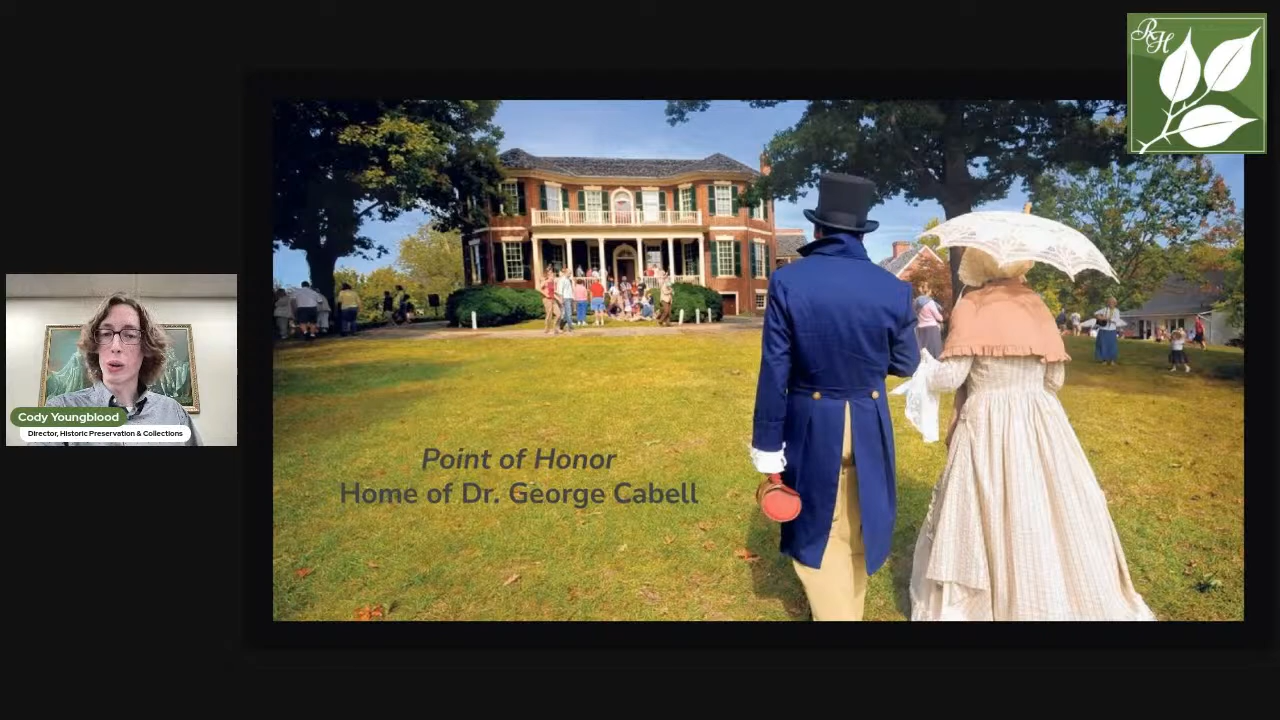 RH
Cody Youngblood
Director, Historic Preservation & Collections
Point of Honor
Home of Dr. George Cabell